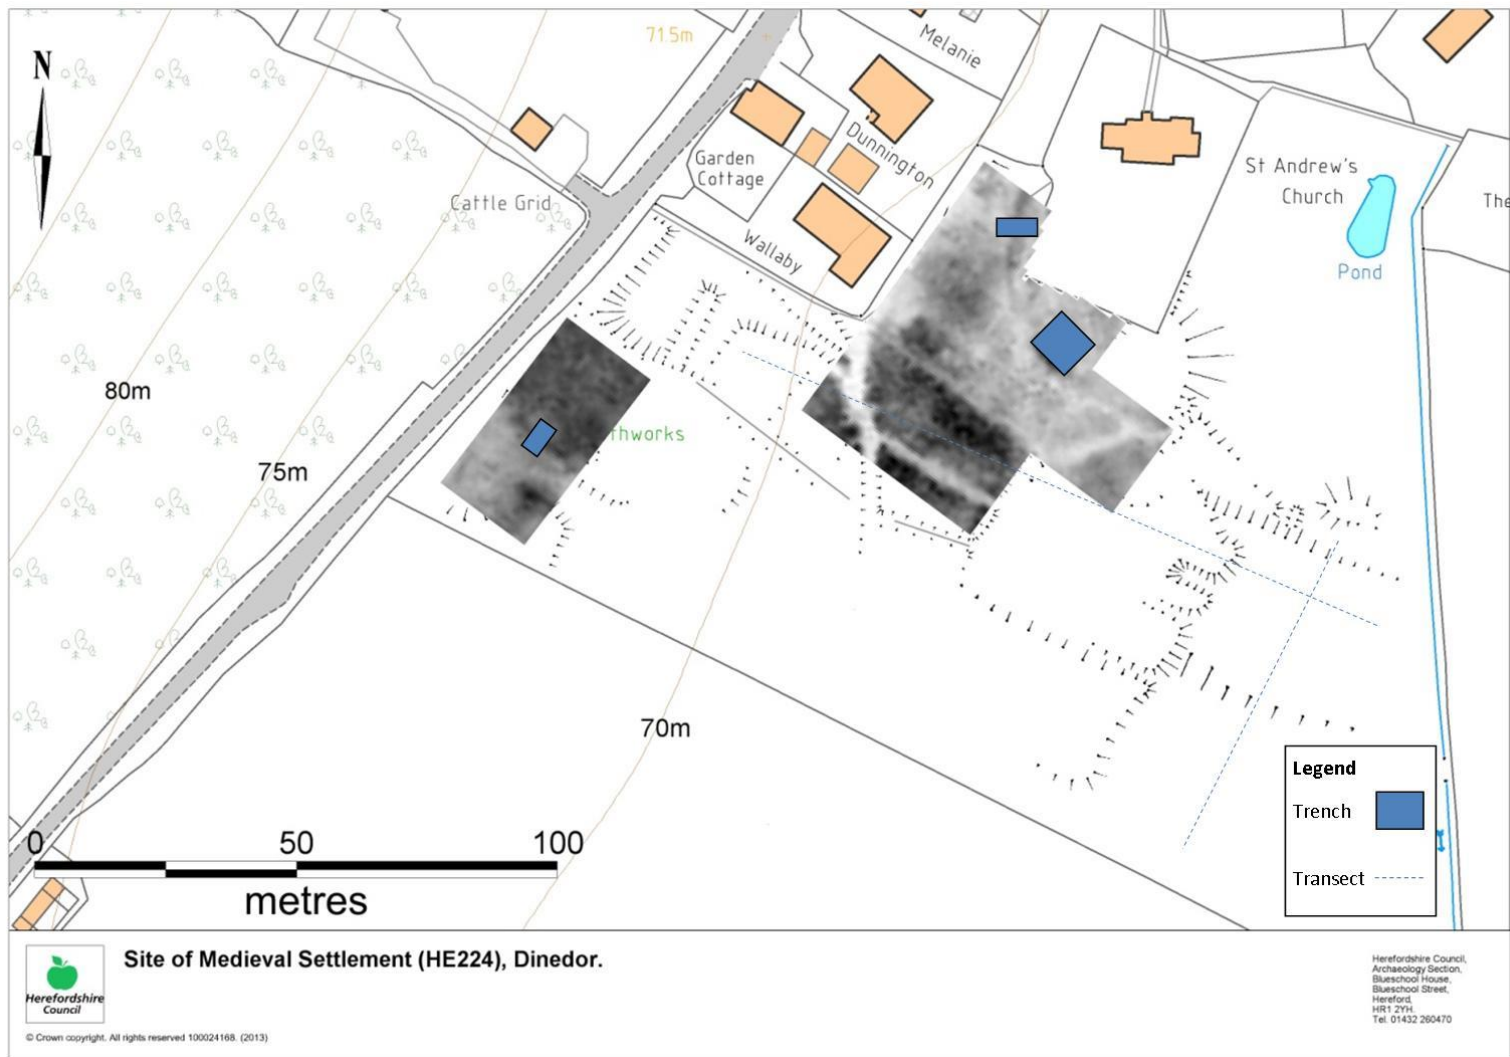 N
71.5m
Melanie
Dunnington
Garden
Cottage
St Andrew's
Church
The
Cattle Grid
Wallaby
Pond
80m
thworks
75m
70m
Legend
Trench
Transect
0 50 100
metres
Site of Medieval Settlement (HE224), Dinedor.
Herefordshire
Council
© Crown copyright. All rights reserved 100024168. (2013)
Herefordshire Council,
Archaeology Section,
Blueschool House,
Blueschool Street,
Hereford,
HR1 2YH.
Tel. 01432 260470